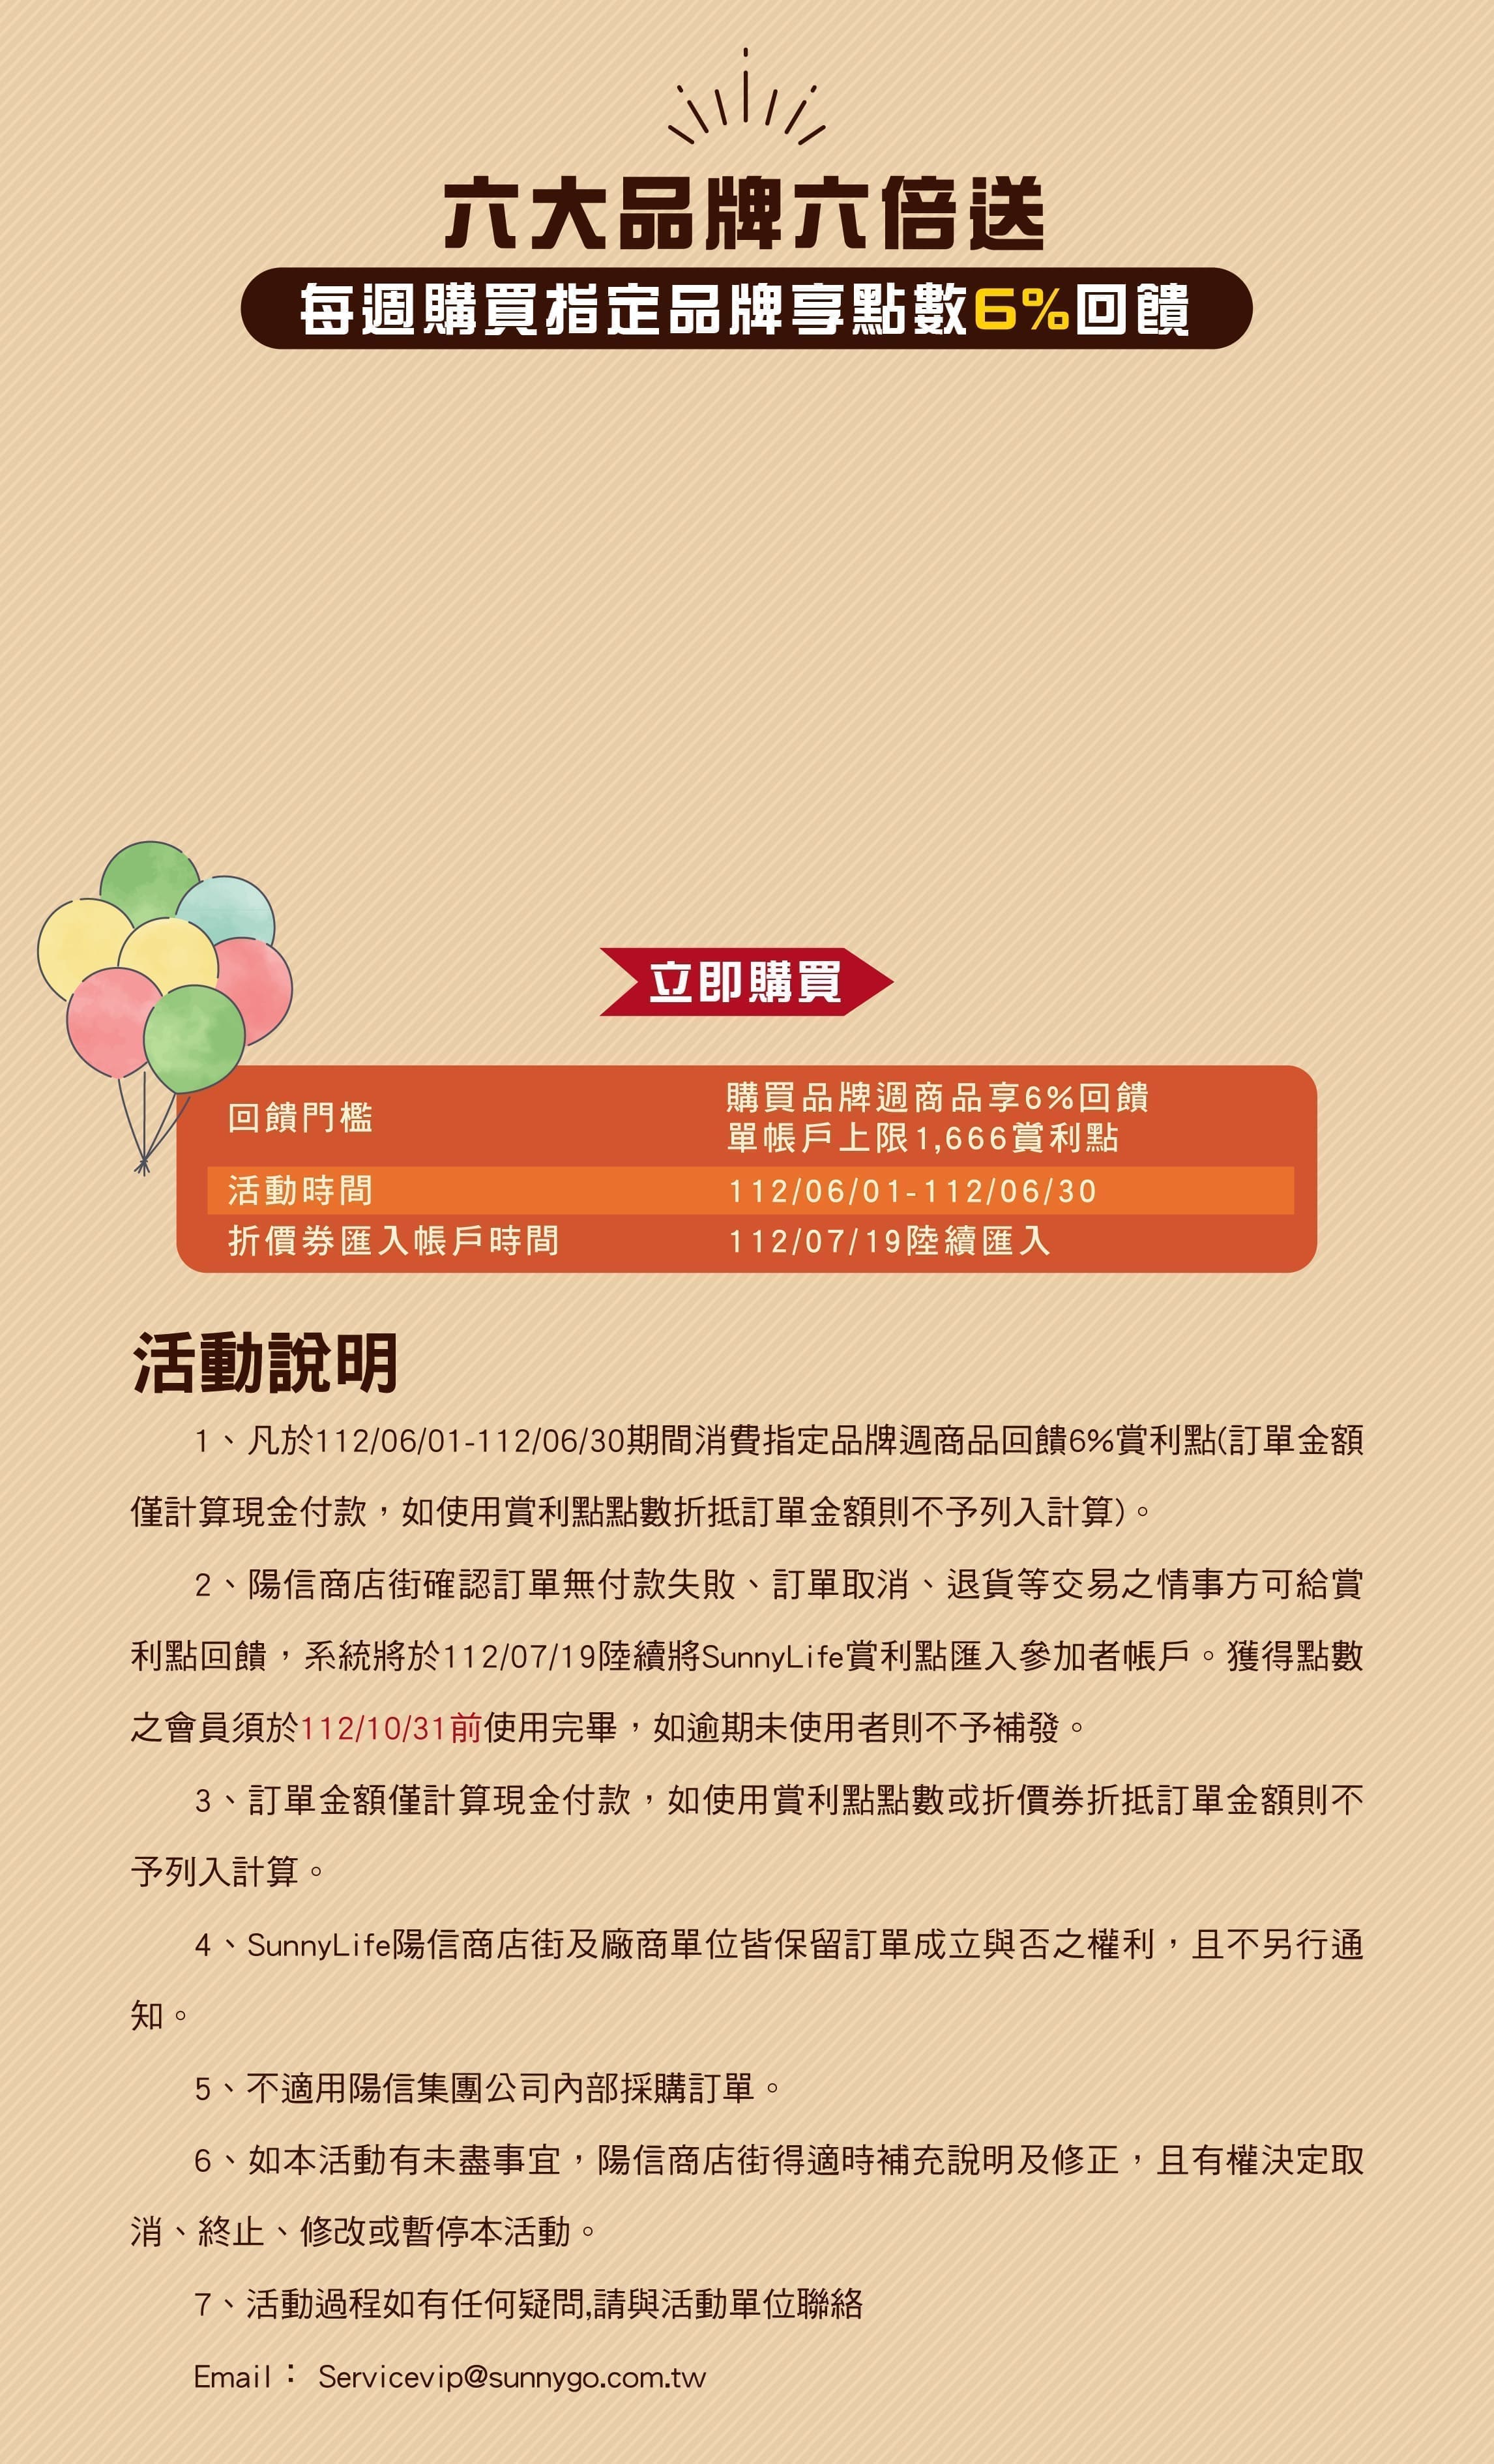 六大品牌六倍送
每週購買指定品牌享點數6%回饋
立即購買
回饋門檻
購買品牌週商品享6%回饋
單帳戶上限1,666賞利點
活動時間
112/06/01-112/06/30
折價券匯入帳戶時間
112/07/19陸續匯入
活動說明
1、凡於112/06/01-112/06/30期間消費指定品牌週商品回饋6%賞利點(訂單金額
僅計算現金付款，如使用賞利點點數折抵訂單金額則不予列入計算)。
2、陽信商店街確認訂單無付款失敗、訂單取消、退貨等交易之情事方可給賞
利點回饋，系統將於112/07/19陸續將SunnyLife賞利點匯入參加者帳戶。獲得點數
之會員須於112/10/31前使用完畢，如逾期未使用者則不予補發。
3、訂單金額僅計算現金付款，如使用賞利點點數或折價券折抵訂單金額則不
予列入計算。
4、SunnyLife陽信商店街及廠商單位皆保留訂單成立與否之權利，且不另行通
知。
5、不適用陽信集團公司內部採購訂單。
6、如本活動有未盡事宜，陽信商店街得適時補充說明及修正，且有權決定取
消、終止、修改或暫停本活動。
7、活動過程如有任何疑問,請與活動單位聯絡
Email： Servicevip@sunnygo.com.tw